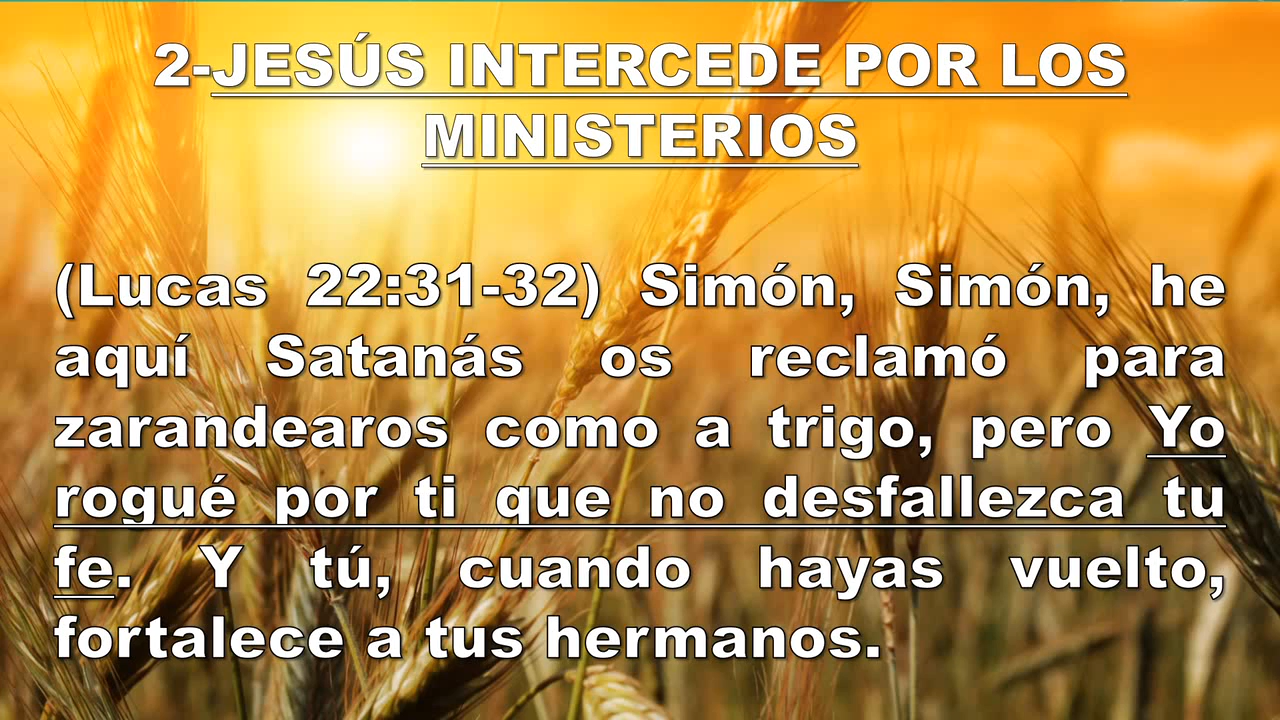 2-JESÚS INTERCEDE POR LOS
MINISTERIOS
(Lucas 22:31-32) Simón, Simón, he
aquí Satanás os reclamó para
zarandearos como a trigo, pero Yo
rogué por ti que no desfallezca tu
fe. Y tú, cuando hayas vuelto,
fortalece a tus hermanos.